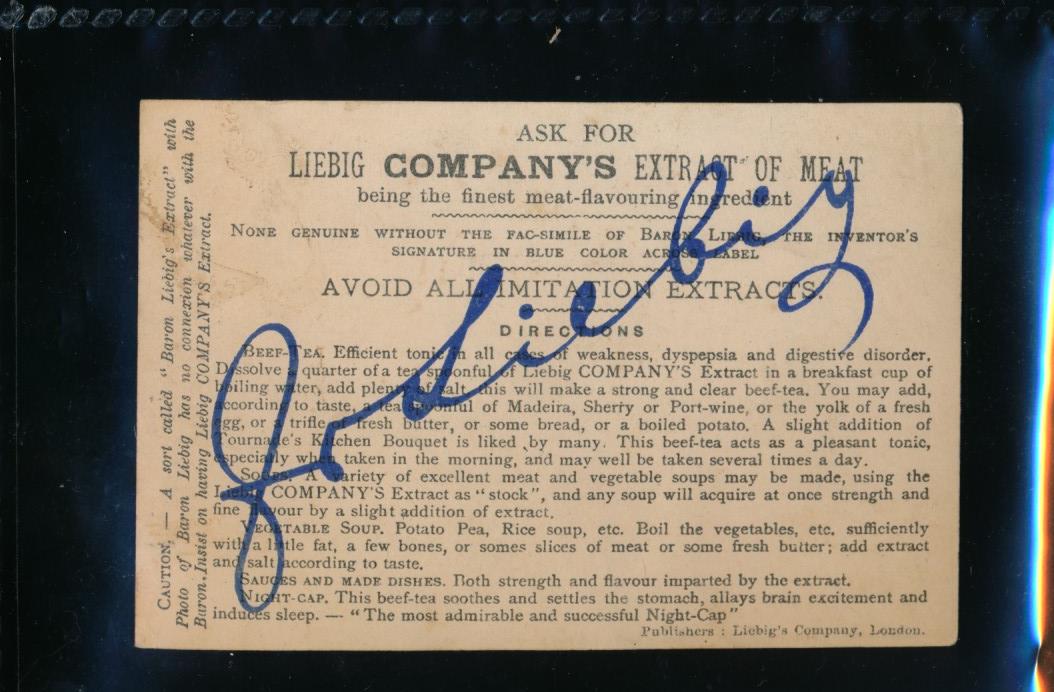 ASK FOR
LIEBIG COMPANY'S EXTRACT OF MEAT
being the finest meat-flavouring ingredient
NONE GENUINE WITHOUT THE FAC-SIMILE OF BARON LIEBIG, THE INVENTOR'S
SIGNATURE IN BLUE COLOR ACROSS LABEL
AVOID ALL IMITATION EXTRACTS.
DIRECTIONS
BEEF-TEA. Efficient tonic in all cases of weakness, dyspepsia and digestive disorder.
Dissolve a quarter of a tea spoonful of Liebig COMPANY'S Extract in a breakfast cup of
boiling water, add plenty of salt, this will make a strong and clear beef-tea. You may add,
according to taste, a tea spoonful of Madeira, Sherry or Port-wine, or the yolk of a fresh
egg, or a trifle of fresh butter, or some bread, or a boiled potato. A slight addition of
Tournade's Kitchen Bouquet is liked by many. This beef-tea acts as a pleasant tonic,
especially when taken in the morning, and may well be taken several times a day.
SOUPS. A variety of excellent meat and vegetable soups may be made, using the
Liebig COMPANY'S Extract as "stock", and any soup will acquire at once strength and
fine flavour by a slight addition of extract.
VEGETABLE SOUP. Potato Pea, Rice soup, etc. Boil the vegetables, etc. sufficiently
with a little fat, a few bones, or somes slices of meat or some fresh butter; add extract
and salt according to taste.
SAUCES AND MADE DISHES. Both strength and flavour imparted by the extract.
NIGHT-CAP. This beef-tea soothes and settles the stomach, allays brain excitement and
induces sleep. — "The most admirable and successful Night-Cap"
Publishers : Liebig's Company, London.
CAUTION. — A sort called "Baron Liebig's Extract" with
Photo of Baron Liebig has no connexion whatever with the
Baron. Insist on having Liebig COMPANY'S Extract.
J v Liebig